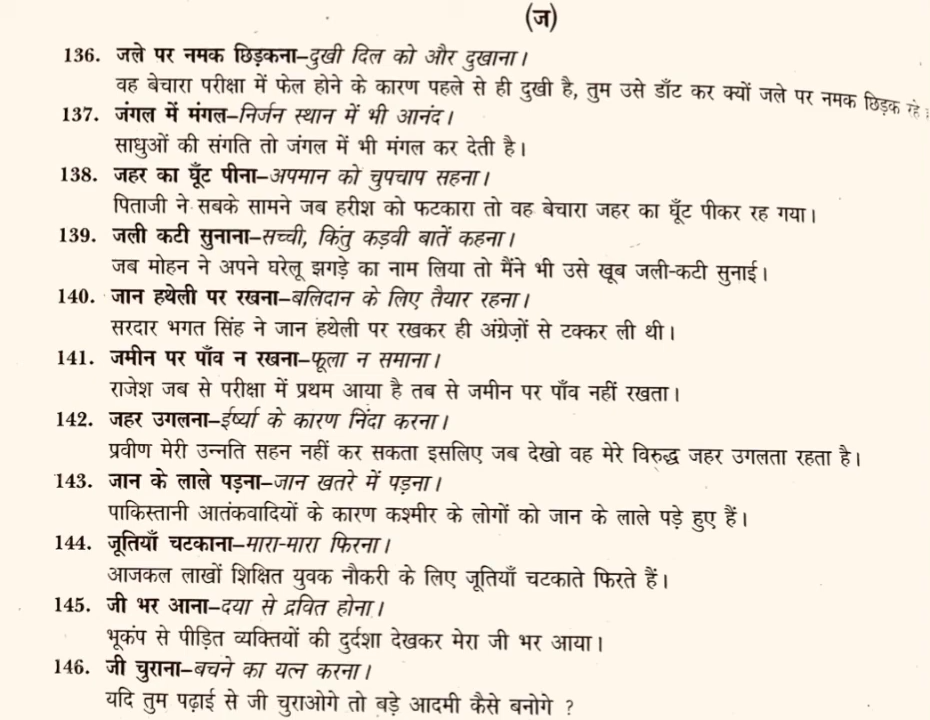 (ज)
136. जले पर नमक छिड़कना–दुखी दिल को और दुखाना।
वह बेचारा परीक्षा में फेल होने के कारण पहले से ही दुखी है, तुम उसे डाँट कर क्यों जले पर नमक छिड़क रहे
137. जंगल में मंगल–निर्जन स्थान में भी आनंद।
साधुओं की संगति तो जंगल में भी मंगल कर देती है।
138. जहर का घूँट पीना–अपमान को चुपचाप सहना।
पिताजी ने सबके सामने जब हरीश को फटकारा तो वह बेचारा जहर का घूँट पीकर रह गया।
139. जली कटी सुनाना–सच्ची, किंतु कड़वी बातें कहना।
जब मोहन ने अपने घरेलू झगड़े का नाम लिया तो मैंने भी उसे खूब जली-कटी सुनाई।
140. जान हथेली पर रखना–बलिदान के लिए तैयार रहना।
सरदार भगत सिंह ने जान हथेली पर रखकर ही अंग्रेज़ों से टक्कर ली थी।
141. जमीन पर पाँव न रखना–फूला न समाना।
राजेश जब से परीक्षा में प्रथम आया है तब से जमीन पर पाँव नहीं रखता।
142. जहर उगलना–ईर्ष्या के कारण निंदा करना।
प्रवीण मेरी उन्नति सहन नहीं कर सकता इसलिए जब देखो वह मेरे विरुद्ध जहर उगलता रहता है।
143. जान के लाले पड़ना–जान खतरे में पड़ना।
पाकिस्तानी आतंकवादियों के कारण कश्मीर के लोगों को जान के लाले पड़े हुए हैं।
144. जूतियाँ चटकाना–मारा-मारा फिरना।
आजकल लाखों शिक्षित युवक नौकरी के लिए जूतियाँ चटकाते फिरते हैं।
145. जी भर आना–दया से द्रवित होना।
भूकंप से पीड़ित व्यक्तियों की दुर्दशा देखकर मेरा जी भर आया।
146. जी चुराना–बचने का यत्न करना।
यदि तुम पढ़ाई से जी चुराओगे तो बड़े आदमी कैसे बनोगे ?